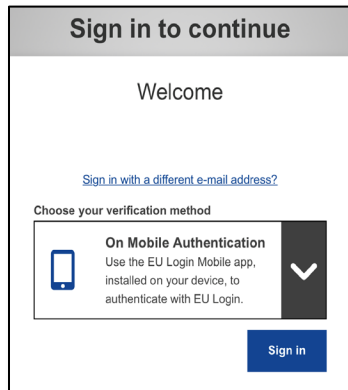 Sign in to continue
Welcome
Sign in with a different e-mail address?
Choose your verification method
On Mobile Authentication
Use the EU Login Mobile app,
installed on your device, to
authenticate with EU Login.
Sign in